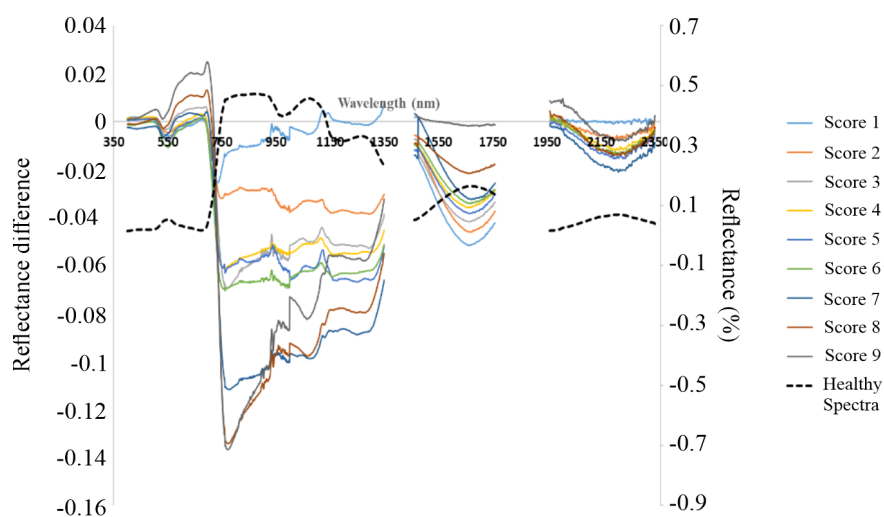 0.04
0.02
0
-0.02
-0.04
-0.06
-0.08
-0.1
-0.12
-0.14
-0.16
Reflectance difference
Wavelength (nm)
350
550
750
950
1150
1350
1550
1750
1950
2150
2350
0.7
0.5
0.3
0.1
-0.1
-0.3
-0.5
-0.7
-0.9
Reflectance (%)
Score 1
Score 2
Score 3
Score 4
Score 5
Score 6
Score 7
Score 8
Score 9
Healthy
Spectra